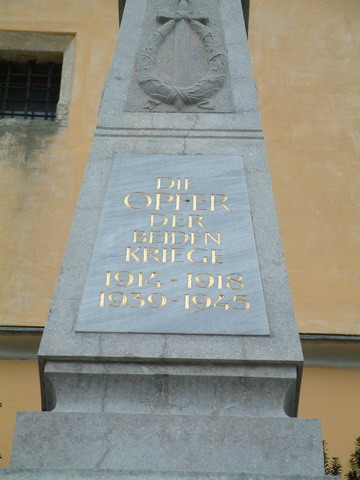 DIE
OPFER
DER
BEIDEN
KRIEGE
1914 - 1918
1939 - 1945